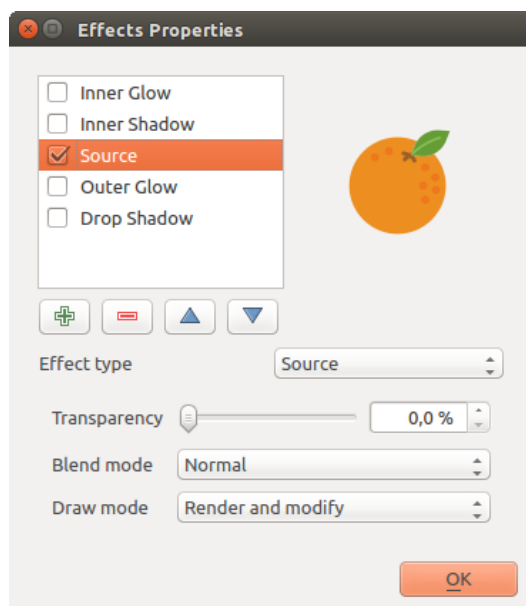 Effects Properties
Inner Glow
Inner Shadow
Source
Outer Glow
Drop Shadow
Effect type Source
Transparency 0,0 %
Blend mode Normal
Draw mode Render and modify
OK